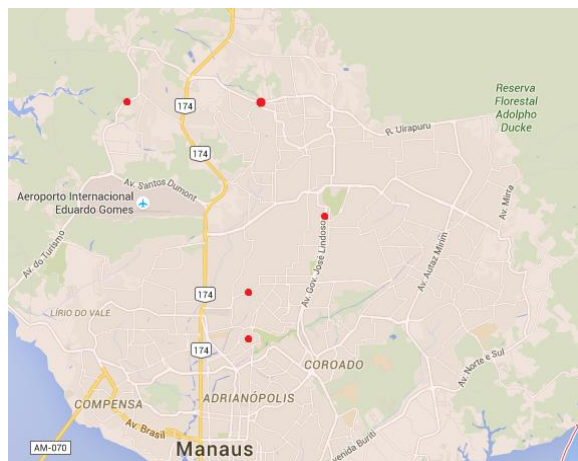 Reserva
Florestal
Adolpho
Ducke
174
R. Uirapuru
174
Av. Santos Dumont
Aeroporto Internacional
Eduardo Gomes
Av. Mirra
Av. do Turismo
Av. Gov. José Lindoso
Av. Autaz Mirim
174
LÍRIO DO VALE
174
COROADO
Av. Norte e Sul
ADRIANÓPOLIS
COMPENSA
Av. Brasil
AM-070
Manaus
venida Buriti